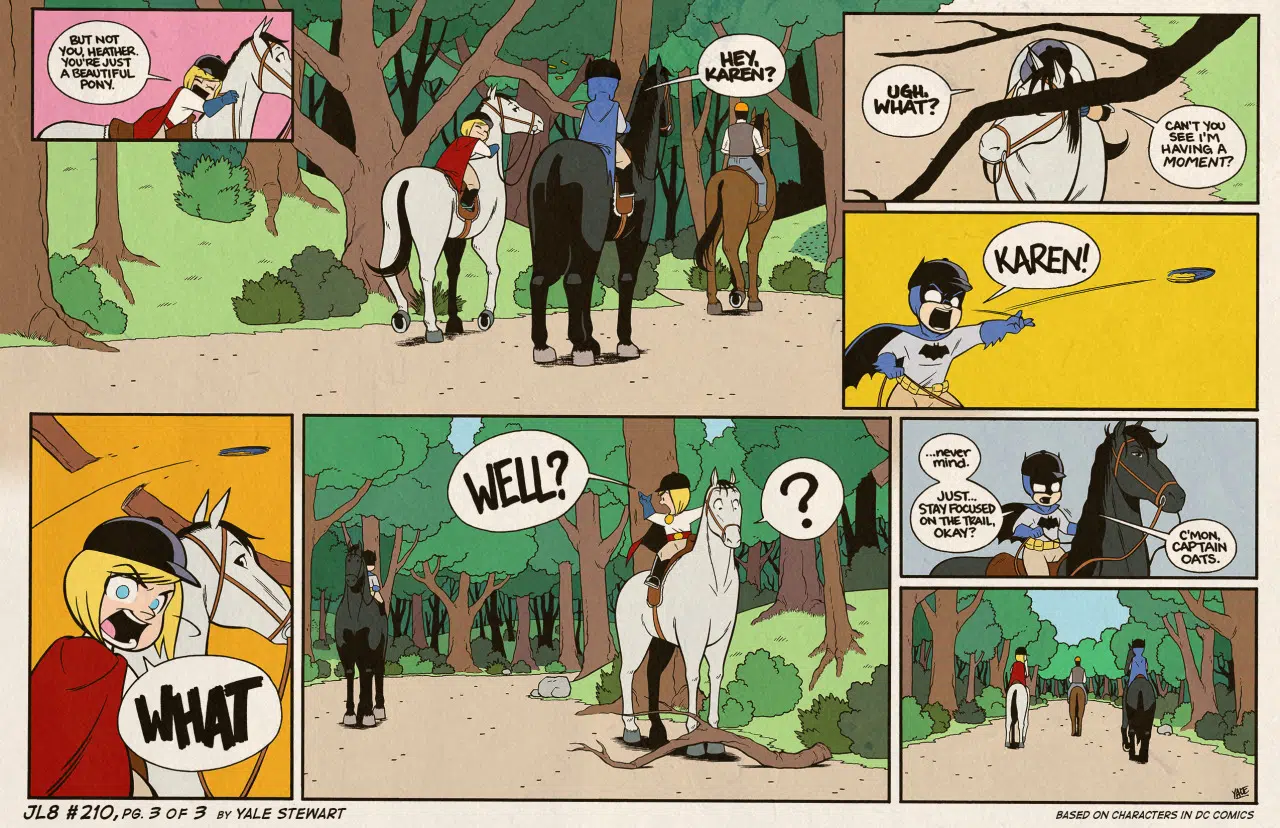 BUT NOT
YOU, HEATHER.
YOU'RE JUST
A BEAUTIFUL
PONY.
HEY,
KAREN?
UGH.
WHAT?
CAN'T YOU
SEE I'M
HAVING A
MOMENT?
KAREN!
WHAT
WELL?
?
...never
mind.
JUST...
STAY FOCUSED
ON THE TRAIL,
OKAY?
C'MON,
CAPTAIN
OATS.
YALE
JL8 #210, PG. 3 OF 3 BY YALE STEWART
BASED ON CHARACTERS IN DC COMICS